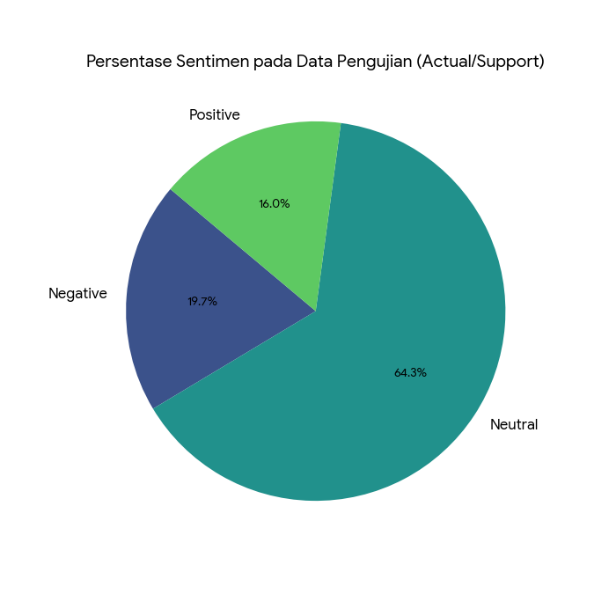 Persentase Sentimen pada Data Pengujian (Actual/Support)
Positive
16.0%
Negative
19.7%
64.3%
Neutral